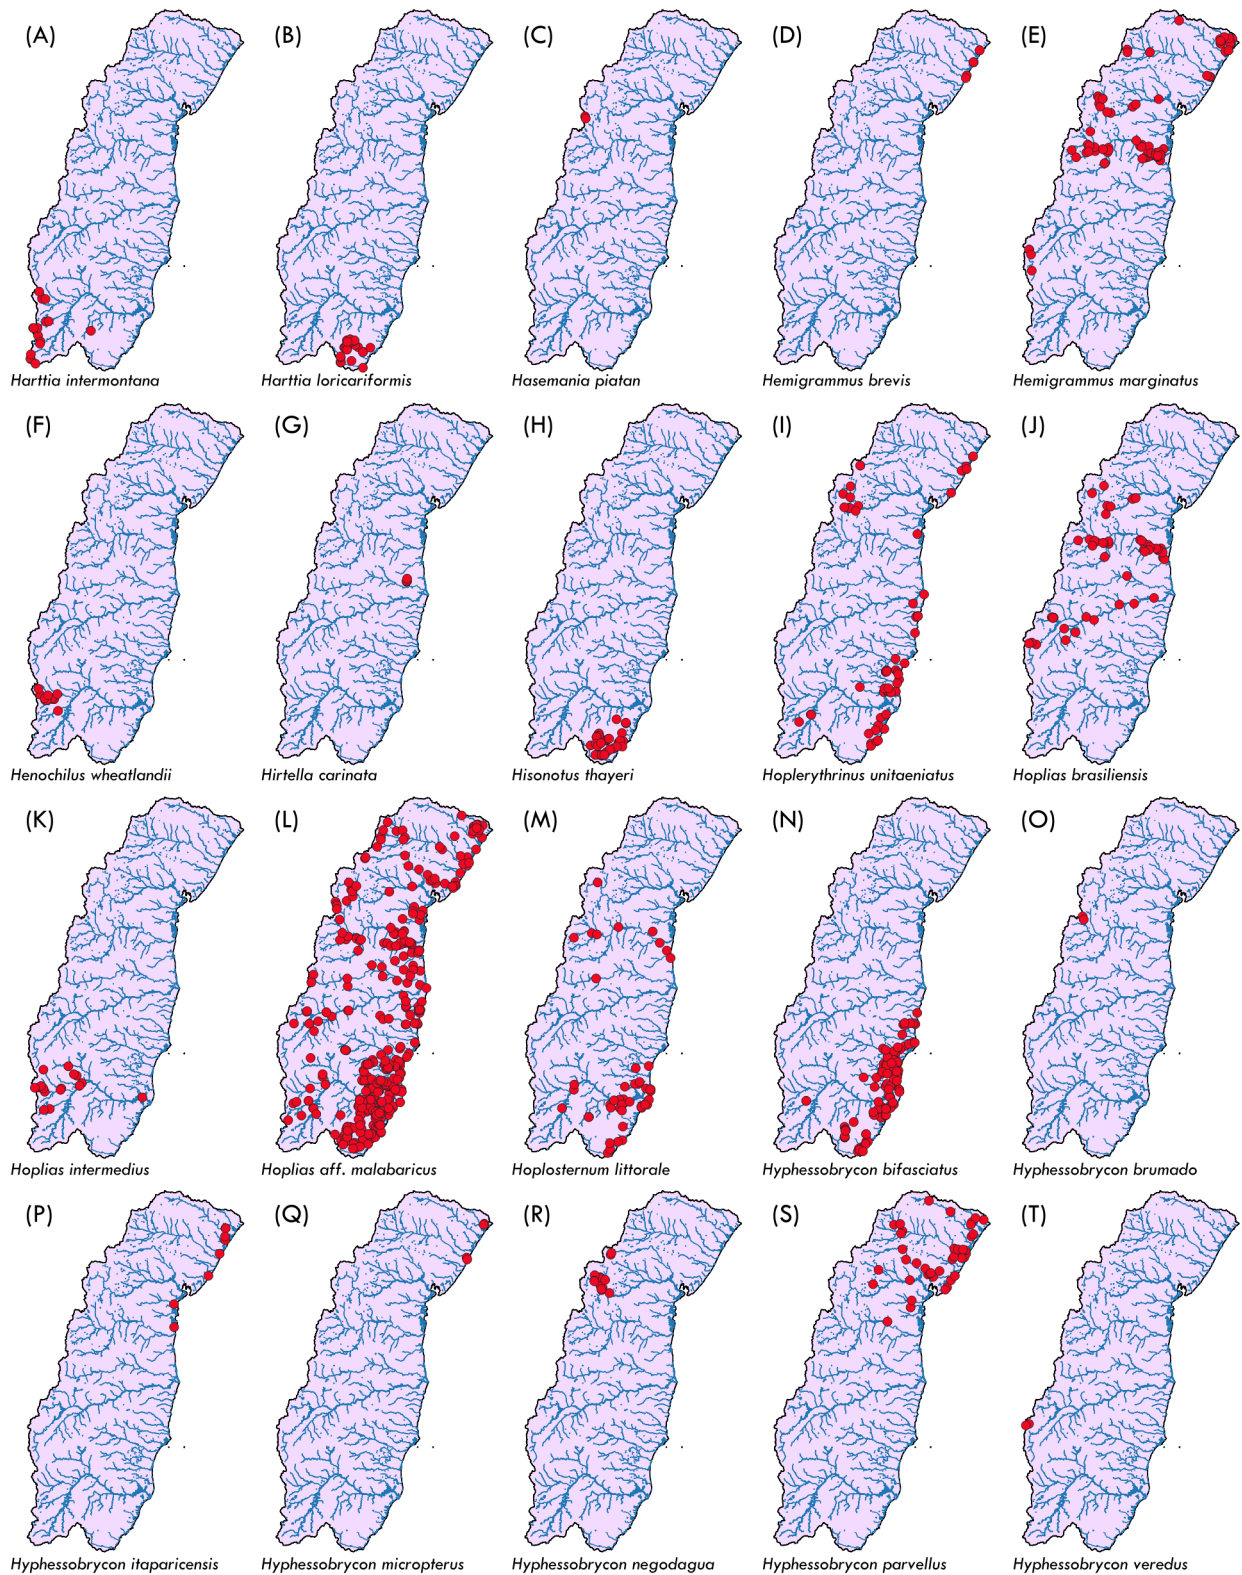 (A)
(B)
(C)
(D)
(E)
Harttia intermontana
Harttia loricariformis
Hasemania piatan
Hemigrammus brevis
Hemigrammus marginatus
(F)
(G)
(H)
(I)
(J)
Henochilus wheatlandii
Hirtella carinata
Hisonotus thayeri
Hoplerythrinus unitaeniatus
Hoplias brasiliensis
(K)
(L)
(M)
(N)
(O)
Hoplias intermedius
Hoplias aff. malabaricus
Hoplosternum littorale
Hyphessobrycon bifasciatus
Hyphessobrycon brumado
(P)
(Q)
(R)
(S)
(T)
Hyphessobrycon itaparicensis
Hyphessobrycon micropterus
Hyphessobrycon negodagua
Hyphessobrycon parvellus
Hyphessobrycon veredus